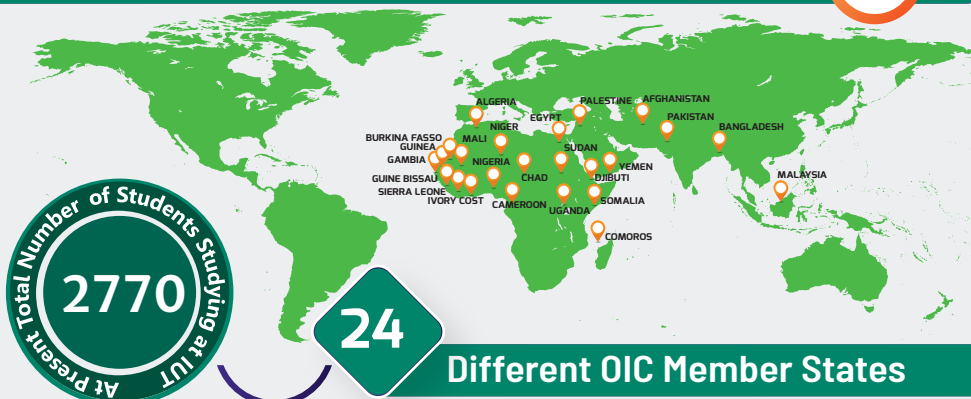 ALGERIA
PALESTINE
AFGHANISTAN
EGYPT
PAKISTAN
NIGER
BANGLADESH
BURKINA FASSO
MALI
GUINEA
SUDAN
GAMBIA
NIGERIA
YEMEN
CHAD
DJIBUTI
MALAYSIA
GUINE BISSAU
SIERRA LEONE
IVORY COST
CAMEROON
UGANDA
SOMALIA
COMOROS
At Present Total Number of Students Studying at IUT
2770
24
Different OIC Member States